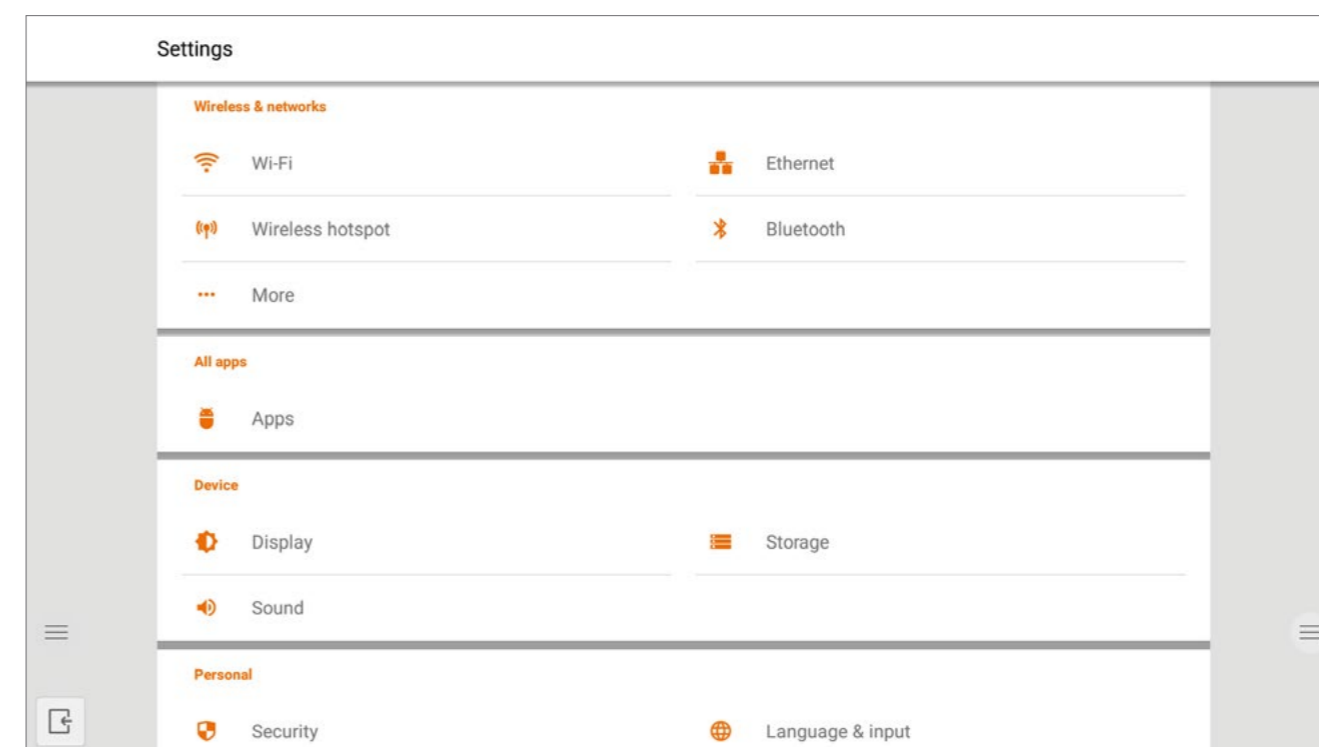 Settings
Wireless & networks
Wi-Fi
Ethernet
Wireless hotspot
Bluetooth
More
All apps
Apps
Device
Display
Storage
Sound
Personal
Security
Language & input